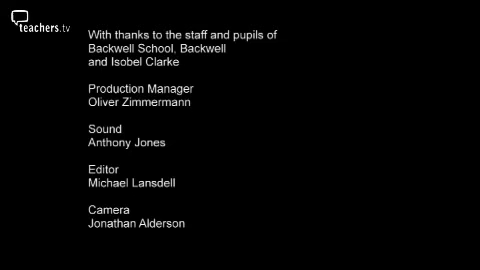 teachers.tv
With thanks to the staff and pupils of
Backwell School, Backwell
and Isobel Clarke
Production Manager
Oliver Zimmermann
Sound
Anthony Jones
Editor
Michael Lansdell
Camera
Jonathan Alderson